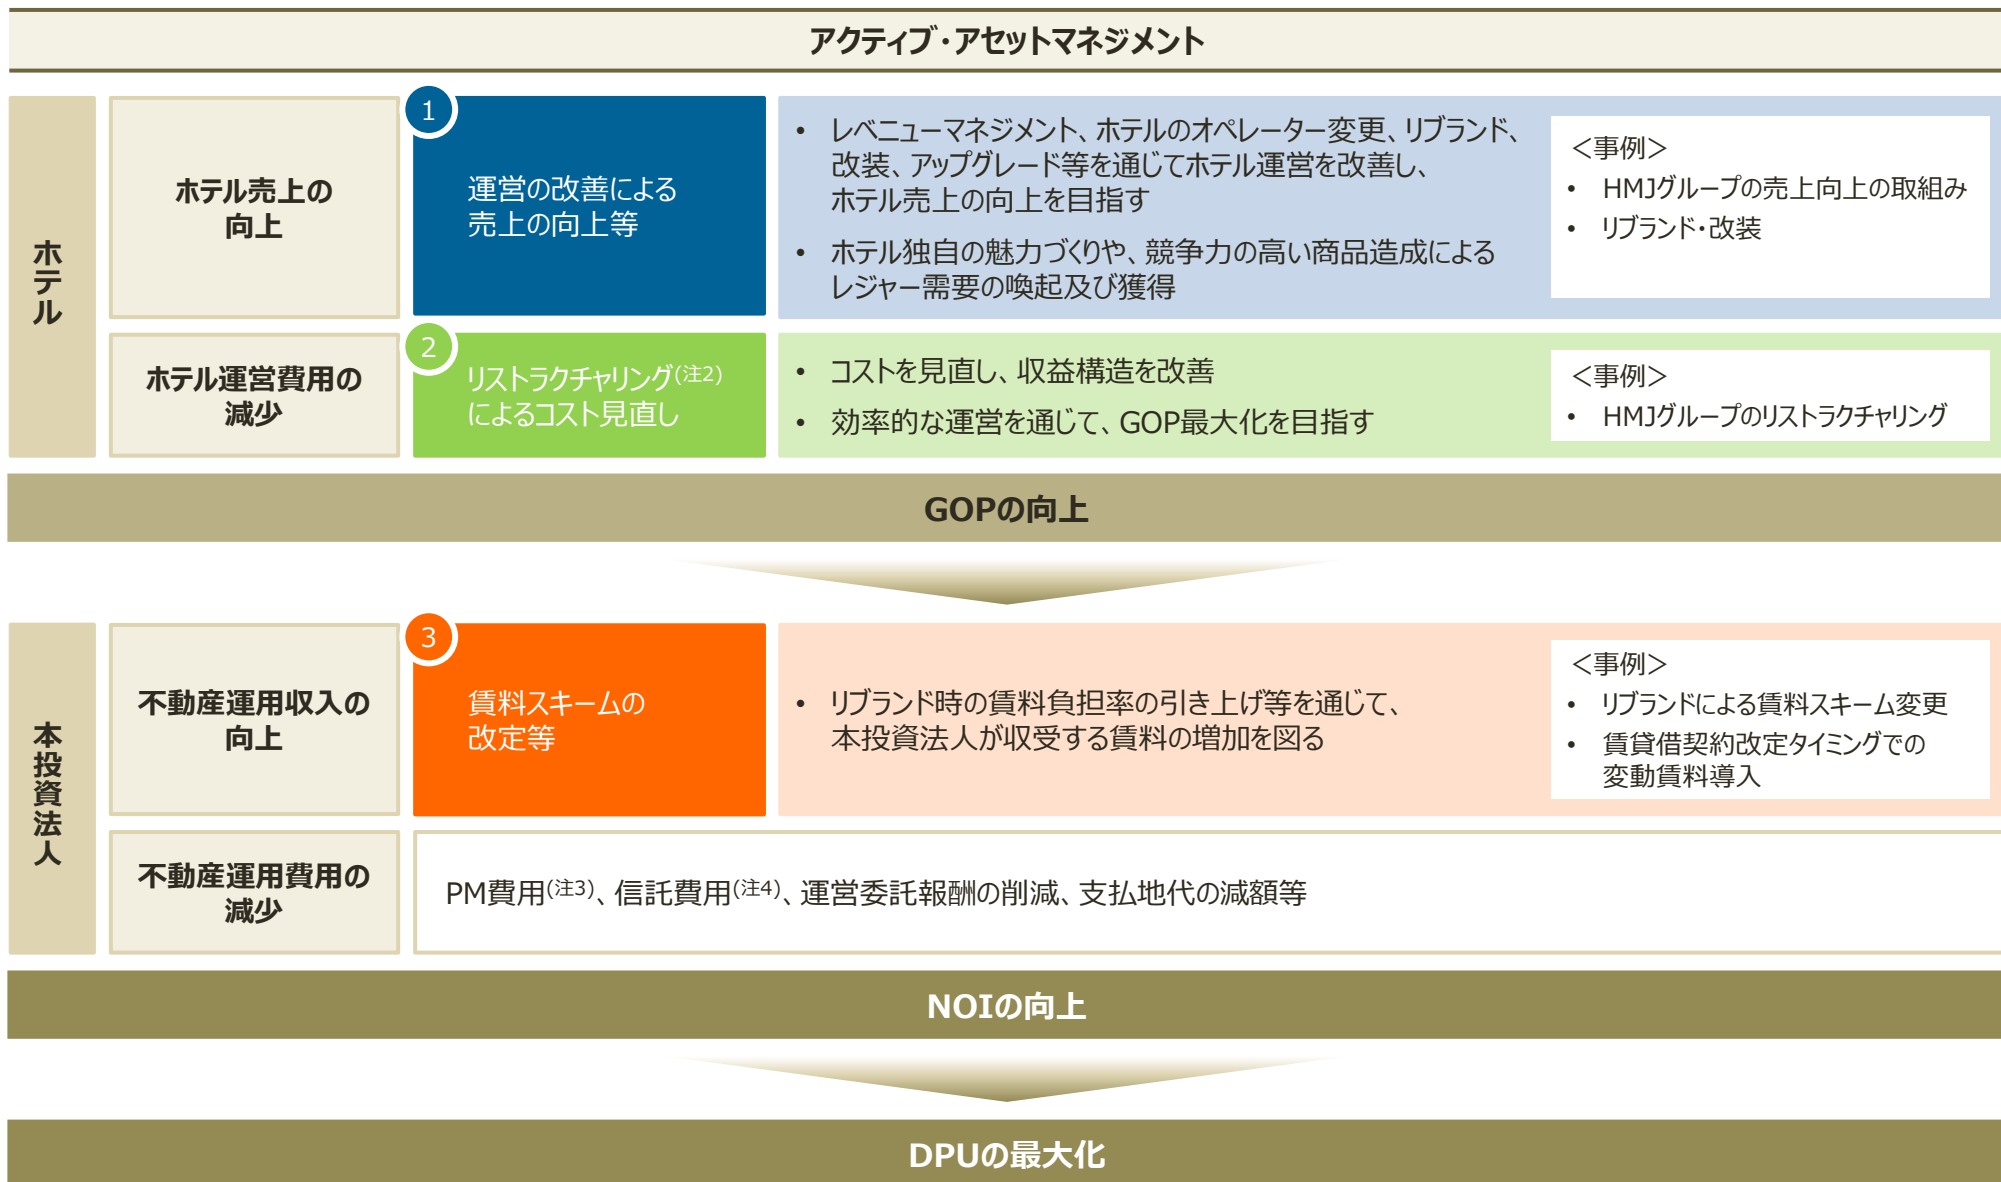 アクティブ・アセットマネジメント
ホテル
ホテル売上の
向上
1
運営の改善による
売上の向上等
• レベニューマネジメント、ホテルのオペレーター変更、リブランド、
改装、アップグレード等を通じてホテル運営を改善し、
ホテル売上の向上を目指す
• ホテル独自の魅力づくりや、競争力の高い商品造成による
レジャー需要の喚起及び獲得
＜事例＞
• HMJグループの売上向上の取組み
• リブランド・改装
ホテル運営費用の
減少
2
リストラクチャリング(注2)
によるコスト見直し
• コストを見直し、収益構造を改善
• 効率的な運営を通じて、GOP最大化を目指す
＜事例＞
• HMJグループのリストラクチャリング
GOPの向上
本投資法人
不動産運用収入の
向上
3
賃料スキームの
改定等
• リブランド時の賃料負担率の引き上げ等を通じて、
本投資法人が収受する賃料の増加を図る
＜事例＞
• リブランドによる賃料スキーム変更
• 賃貸借契約改定タイミングでの
変動賃料導入
不動産運用費用の
減少
PM費用(注3)、信託費用(注4)、運営委託報酬の削減、支払地代の減額等
NOIの向上
DPUの最大化